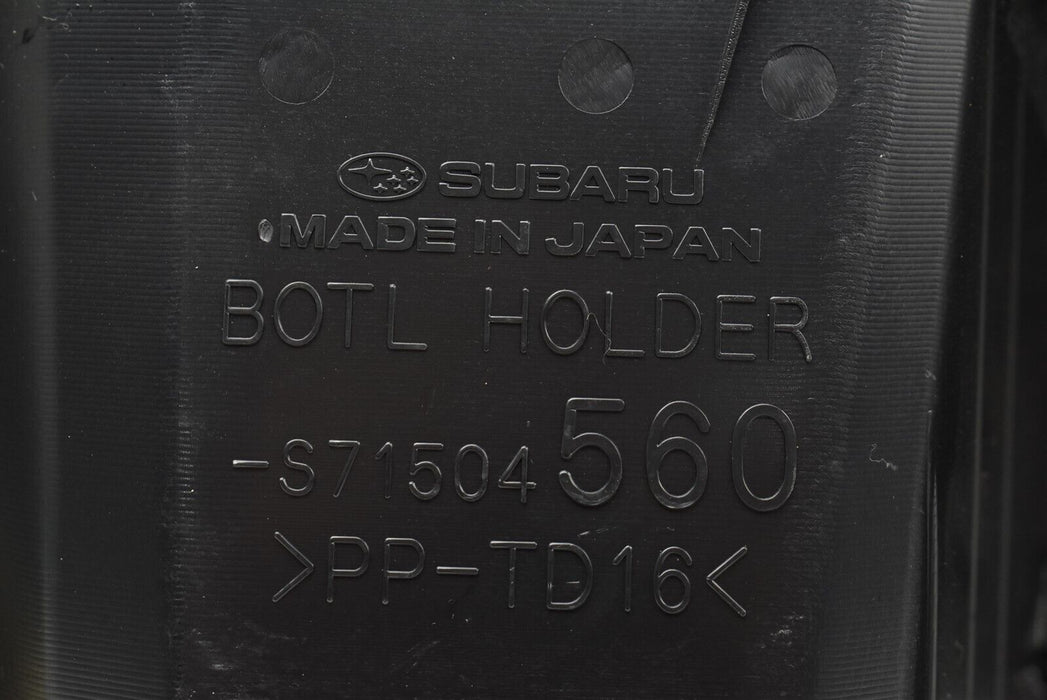 SUBARU
MADE IN JAPAN
BOTL HOLDER
-S71504560
>PP-TD16<